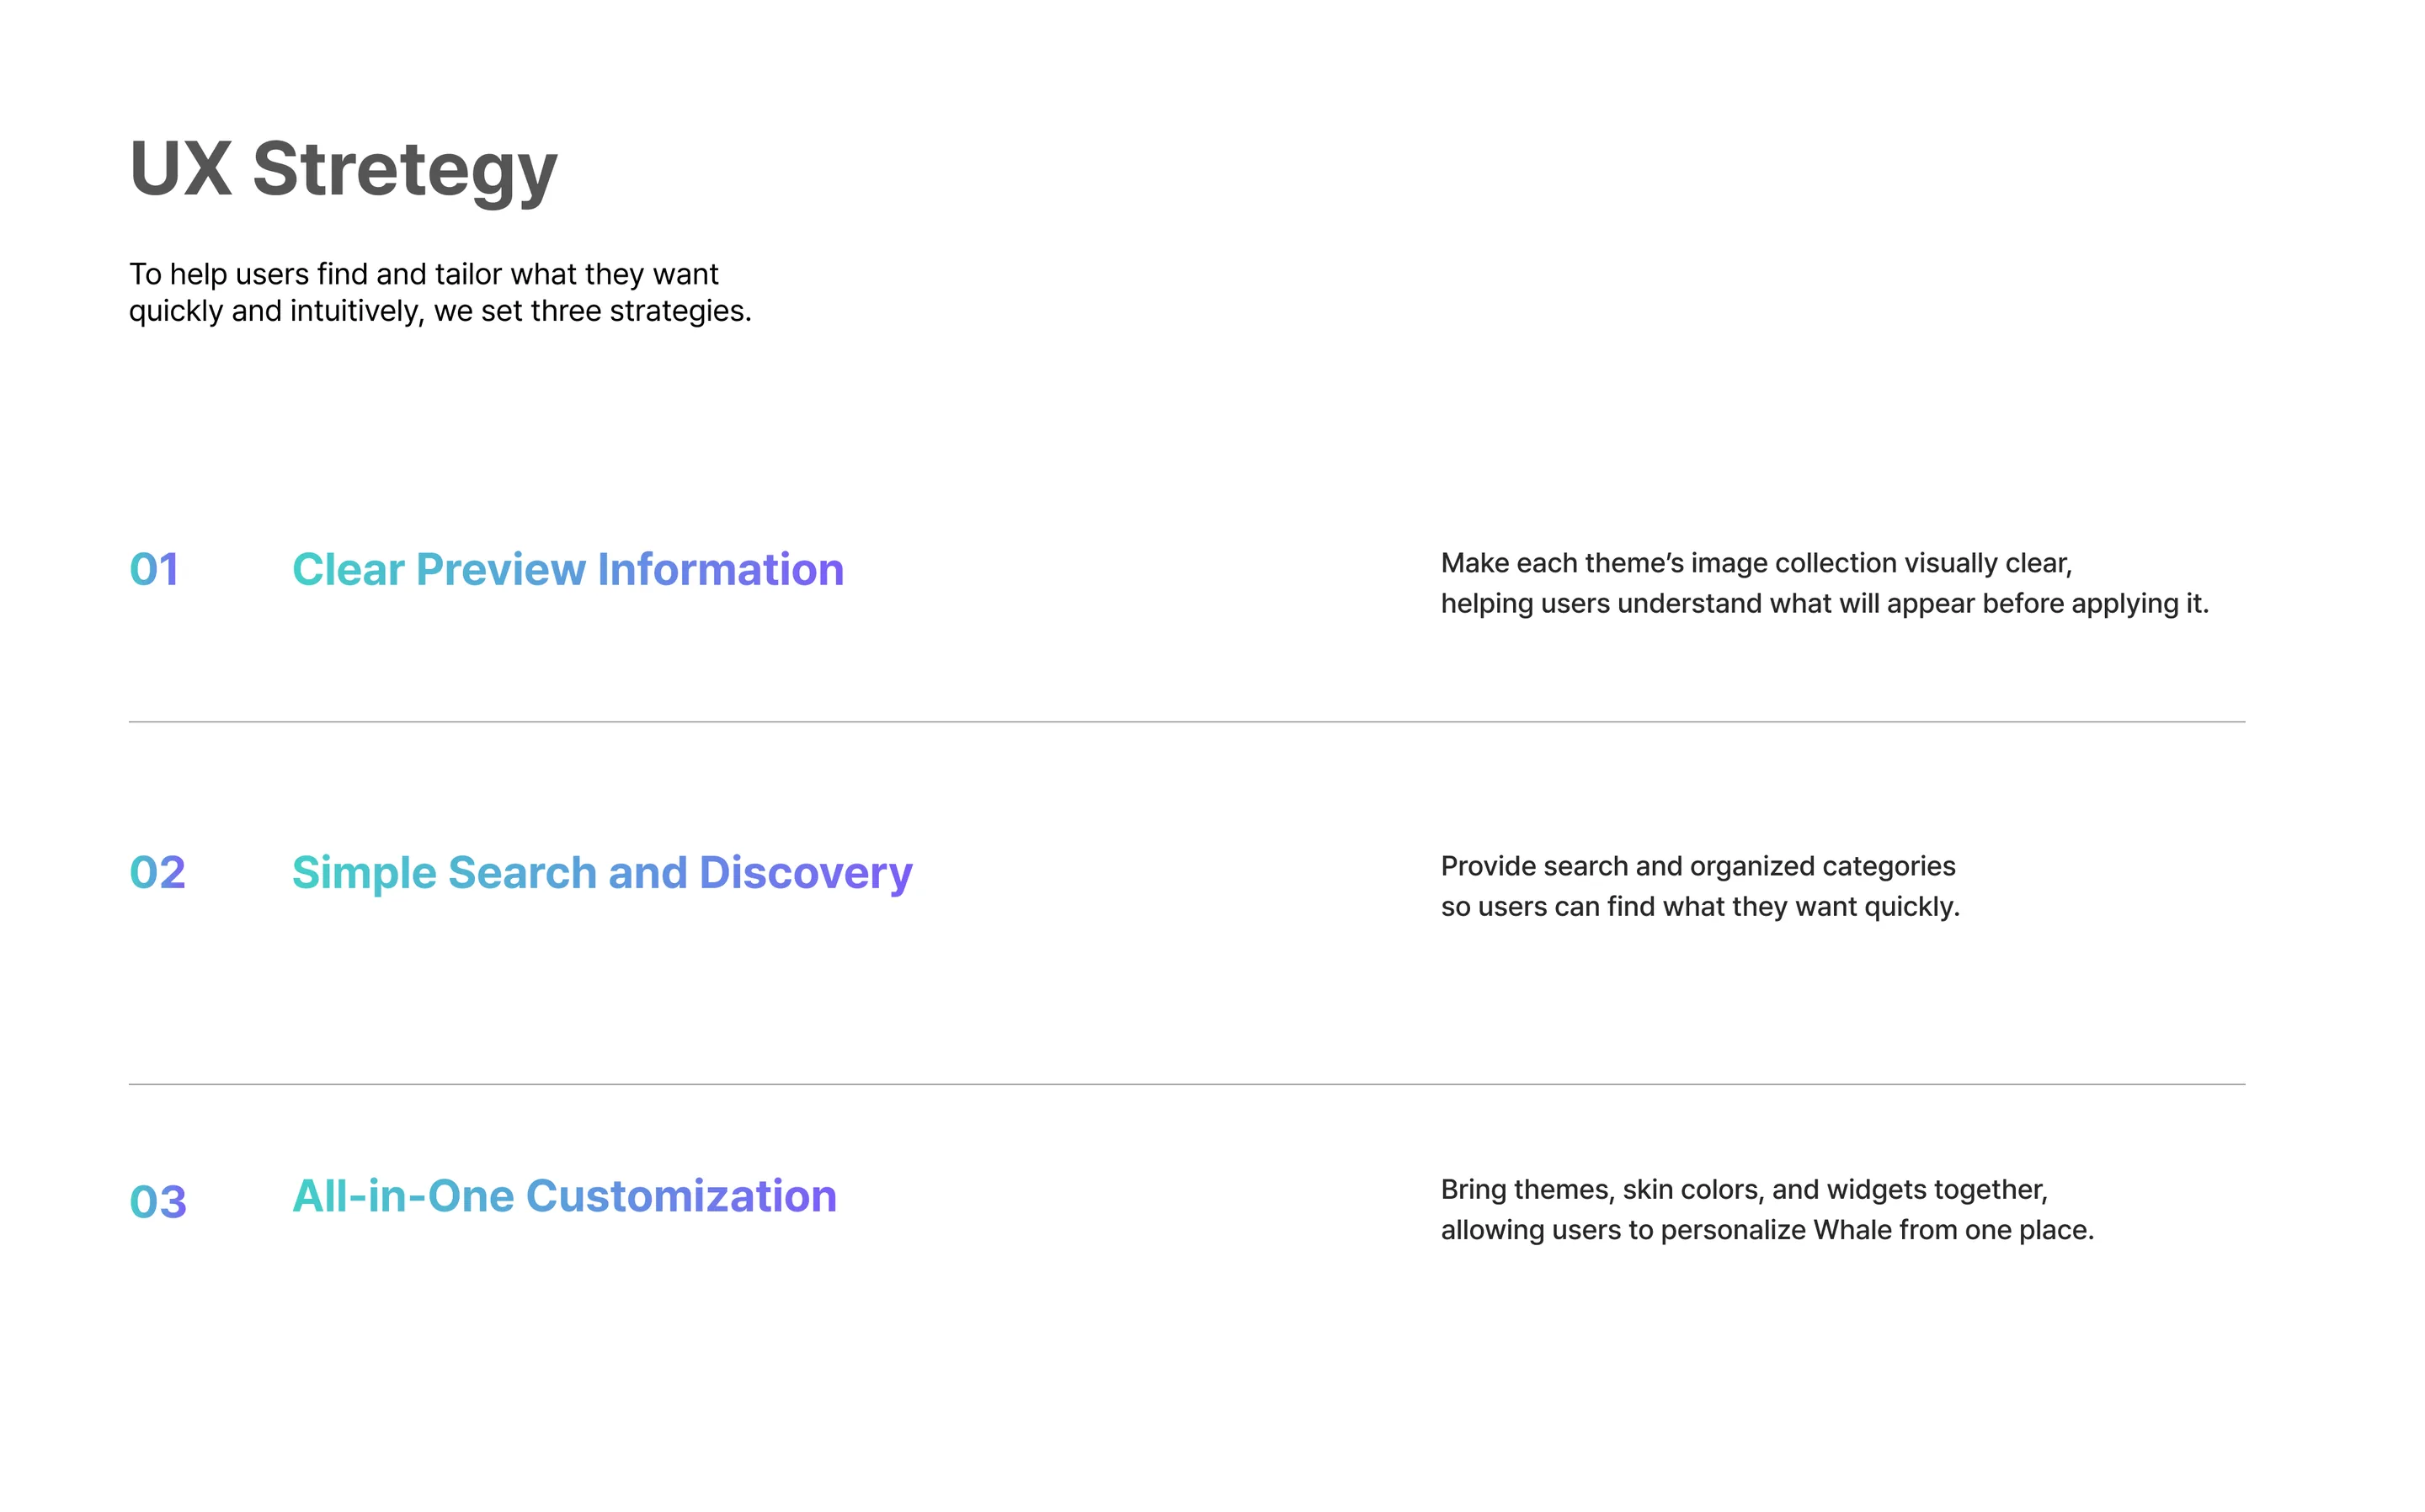 UX Stretegy
To help users find and tailor what they want
quickly and intuitively, we set three strategies.
01
Clear Preview Information
Make each theme’s image collection visually clear,
helping users understand what will appear before applying it.
02
Simple Search and Discovery
Provide search and organized categories
so users can find what they want quickly.
03
All-in-One Customization
Bring themes, skin colors, and widgets together,
allowing users to personalize Whale from one place.